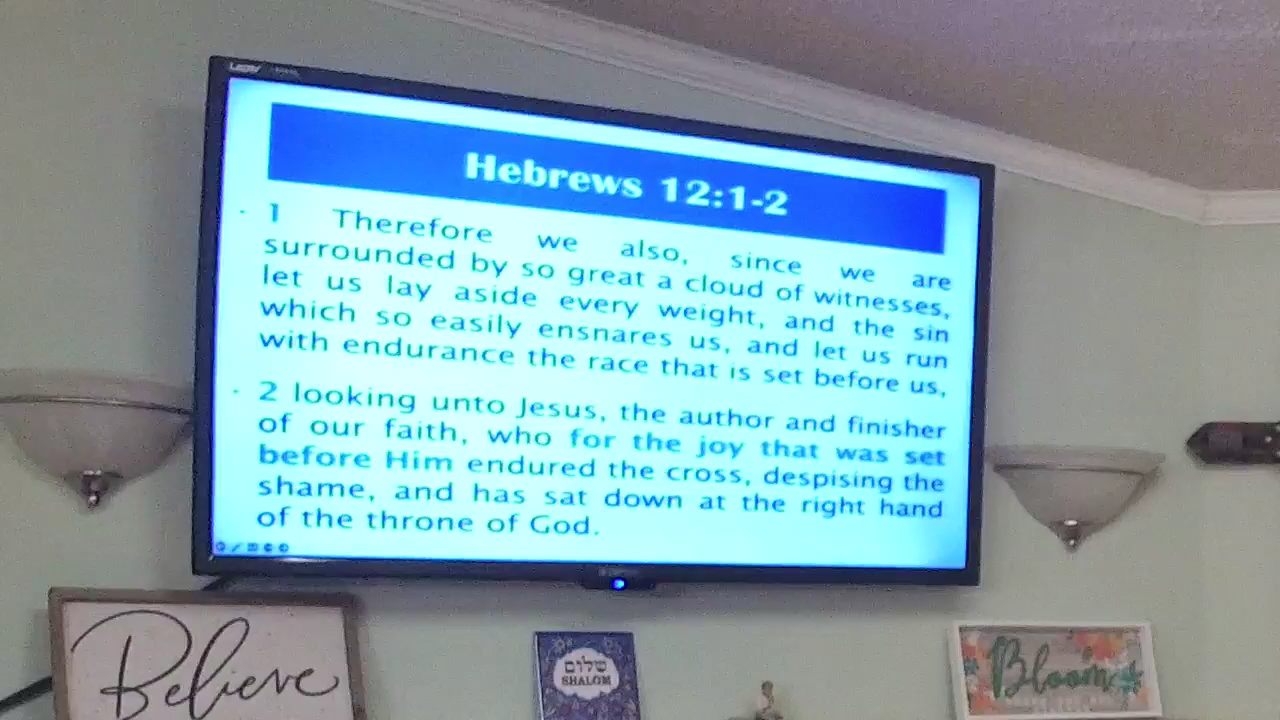 Hebrews 12:1-2
· 1 Therefore we also, since we are
surrounded by so great a cloud of witnesses,
let us lay aside every weight, and the sin
which so easily ensnares us, and let us run
with endurance the race that is set before us,
· 2 looking unto Jesus, the author and finisher
of our faith, who for the joy that was set
before Him endured the cross, despising the
shame, and has sat down at the right hand
of the throne of God.
Believe
שלום
SHALOM
Bloom